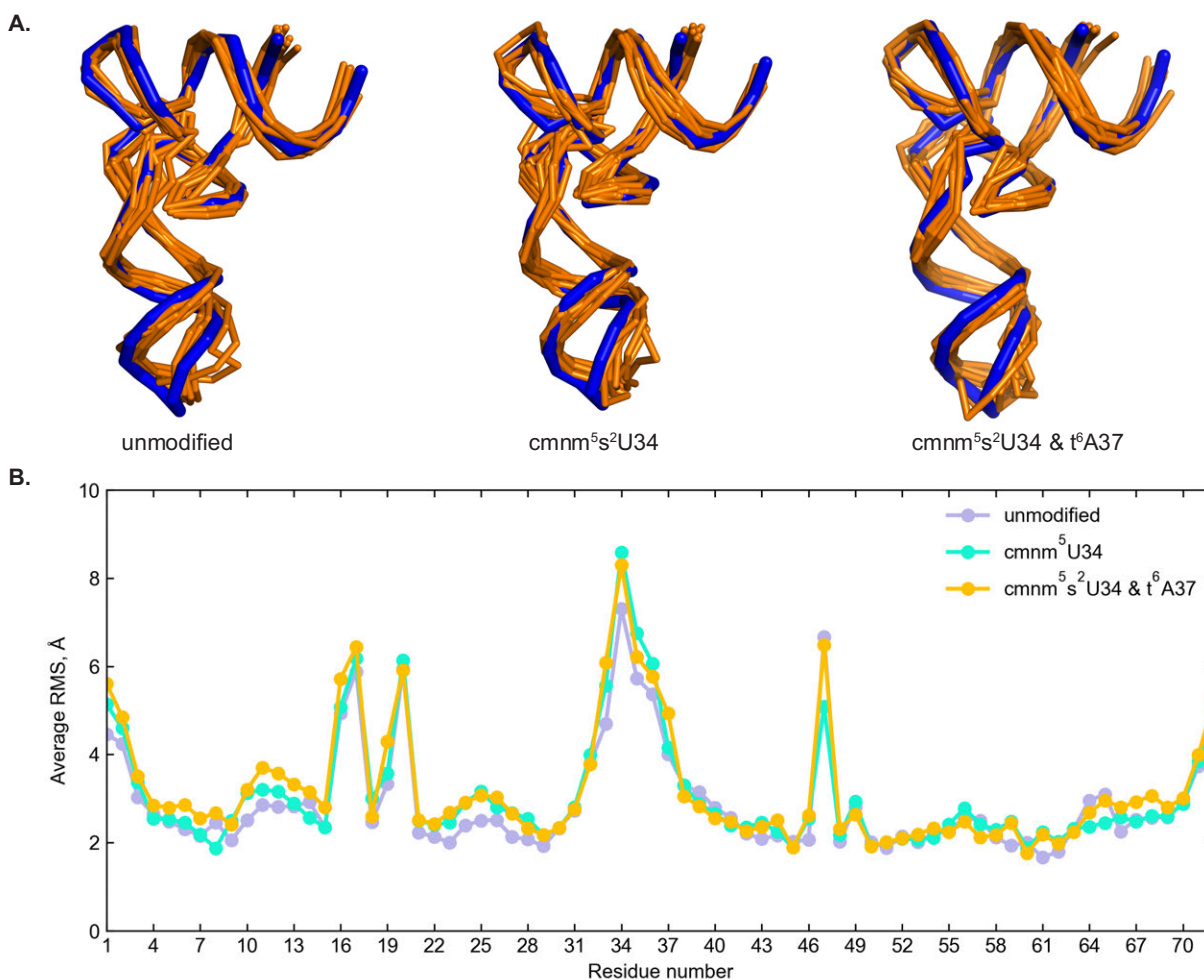 A.
unmodified
cmnm⁵s²U34
cmnm⁵s²U34 & t⁶A37
B.
10
8
6
4
2
0
Average RMS, Å
unmodified
cmnm⁵U34
cmnm⁵s²U34 & t⁶A37
1 4 7 10 13 16 19 22 25 28 31 34 37 40 43 46 49 52 55 58 61 64 67 70
Residue number